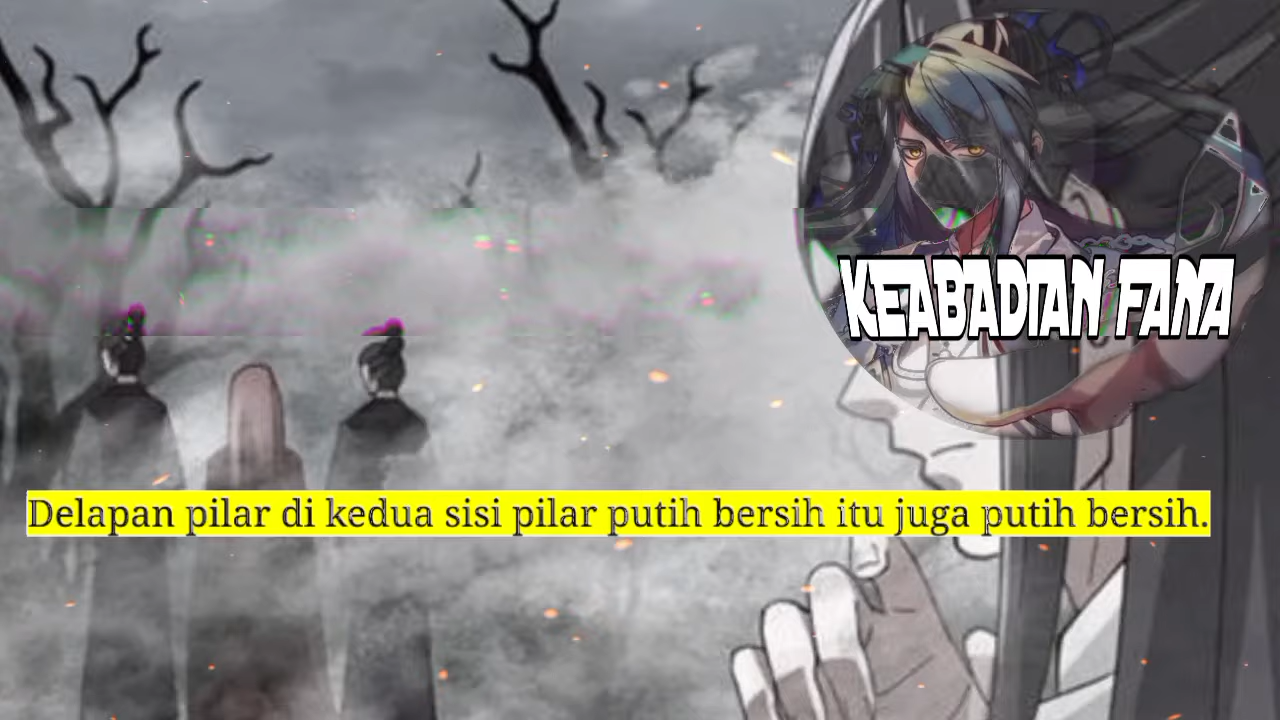 KEABADIAN FANA
Delapan pilar di kedua sisi pilar putih bersih itu juga putih bersih.